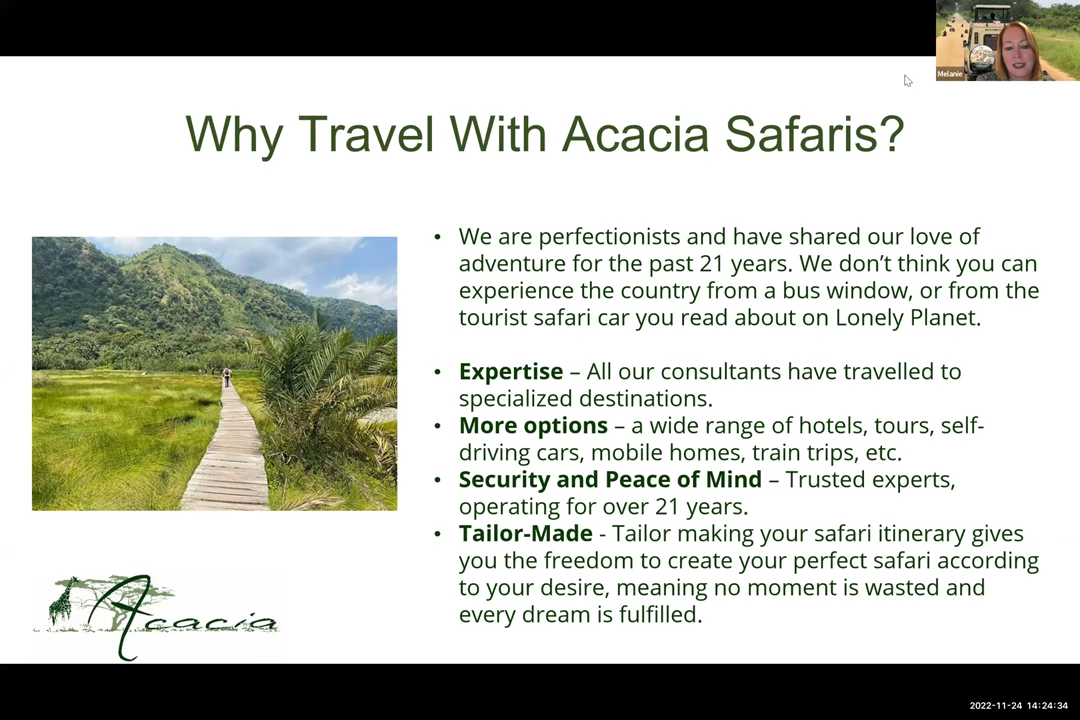 Melanie
Why Travel With Acacia Safaris?
• We are perfectionists and have shared our love of
adventure for the past 21 years. We don’t think you can
experience the country from a bus window, or from the
tourist safari car you read about on Lonely Planet.
• Expertise – All our consultants have travelled to
specialized destinations.
• More options – a wide range of hotels, tours, self-
driving cars, mobile homes, train trips, etc.
• Security and Peace of Mind – Trusted experts,
operating for over 21 years.
• Tailor-Made - Tailor making your safari itinerary gives
you the freedom to create your perfect safari according
to your desire, meaning no moment is wasted and
every dream is fulfilled.
Acacia
2022-11-24 14:24:34